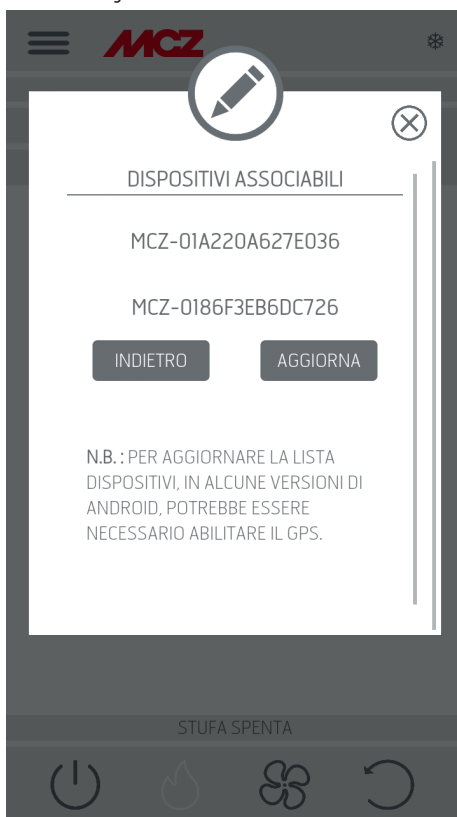 MCZ
DISPOSITIVI ASSOCIABILI
MCZ-01A220A627E036
MCZ-0186F3EB6DC726
INDIETRO
AGGIORNA
N.B. : PER AGGIORNARE LA LISTA
DISPOSITIVI, IN ALCUNE VERSIONI DI
ANDROID, POTREBBE ESSERE
NECESSARIO ABILITARE IL GPS.
STUFA SPENTA